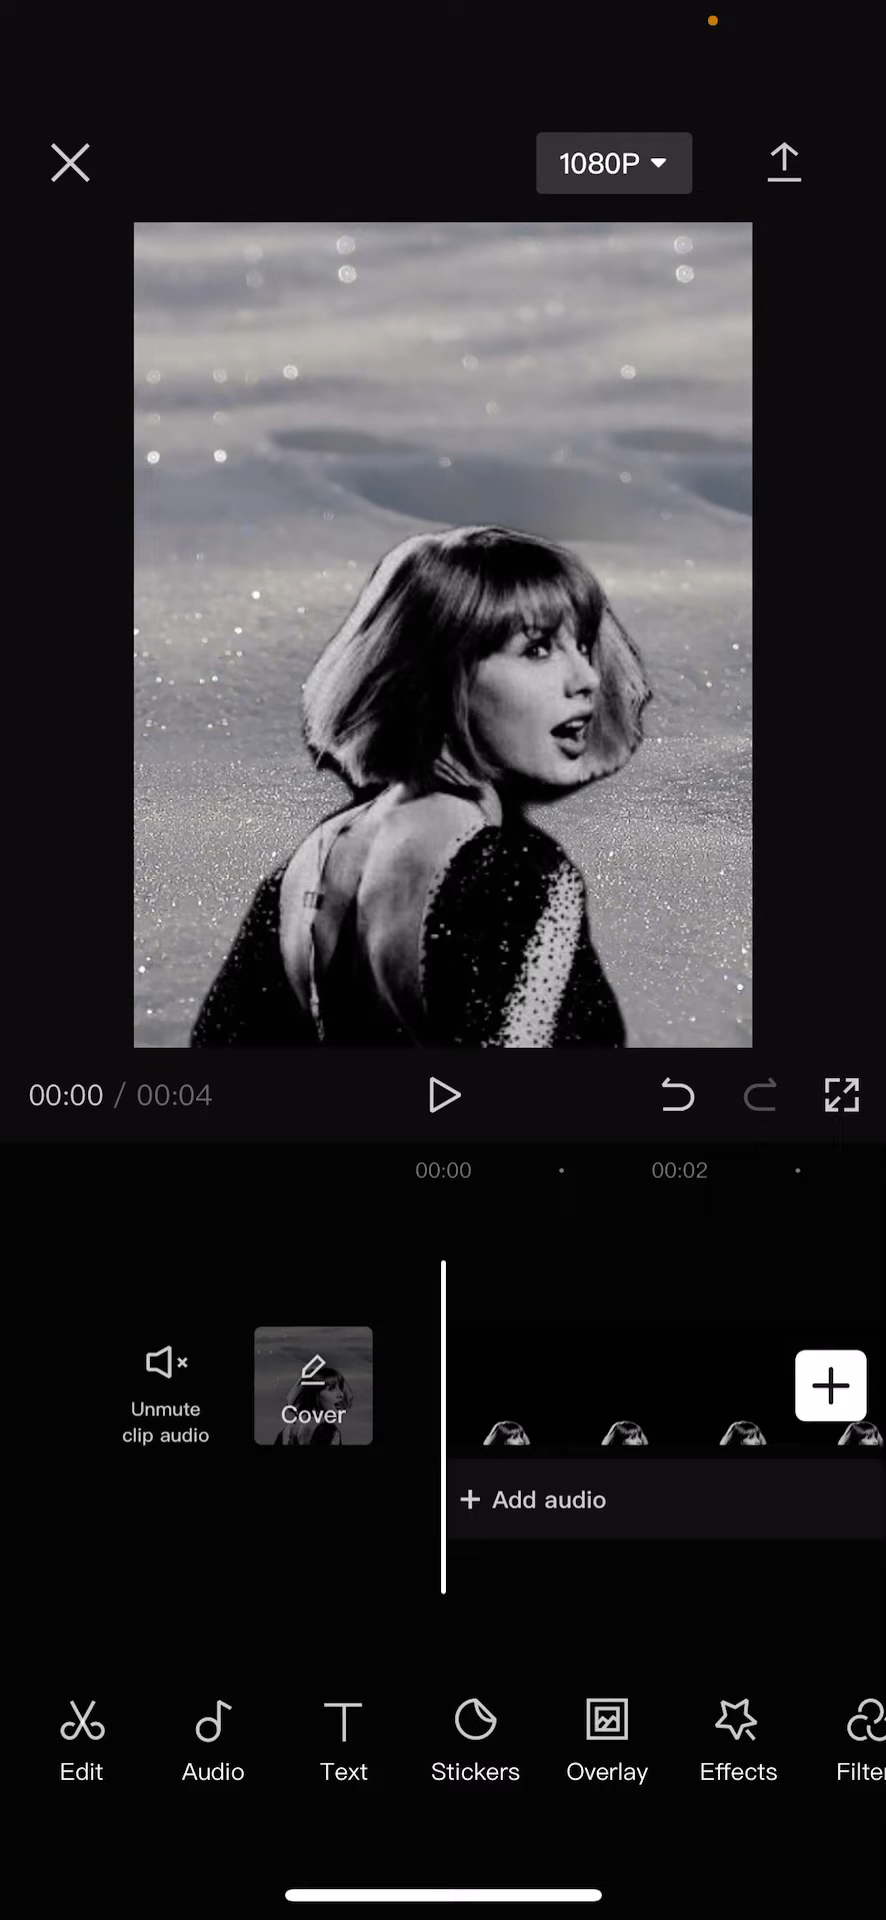 1080P
00:00 / 00:04
00:00
00:02
Unmute
clip audio
Cover
+ Add audio
Edit
Audio
Text
Stickers
Overlay
Effects
Filter